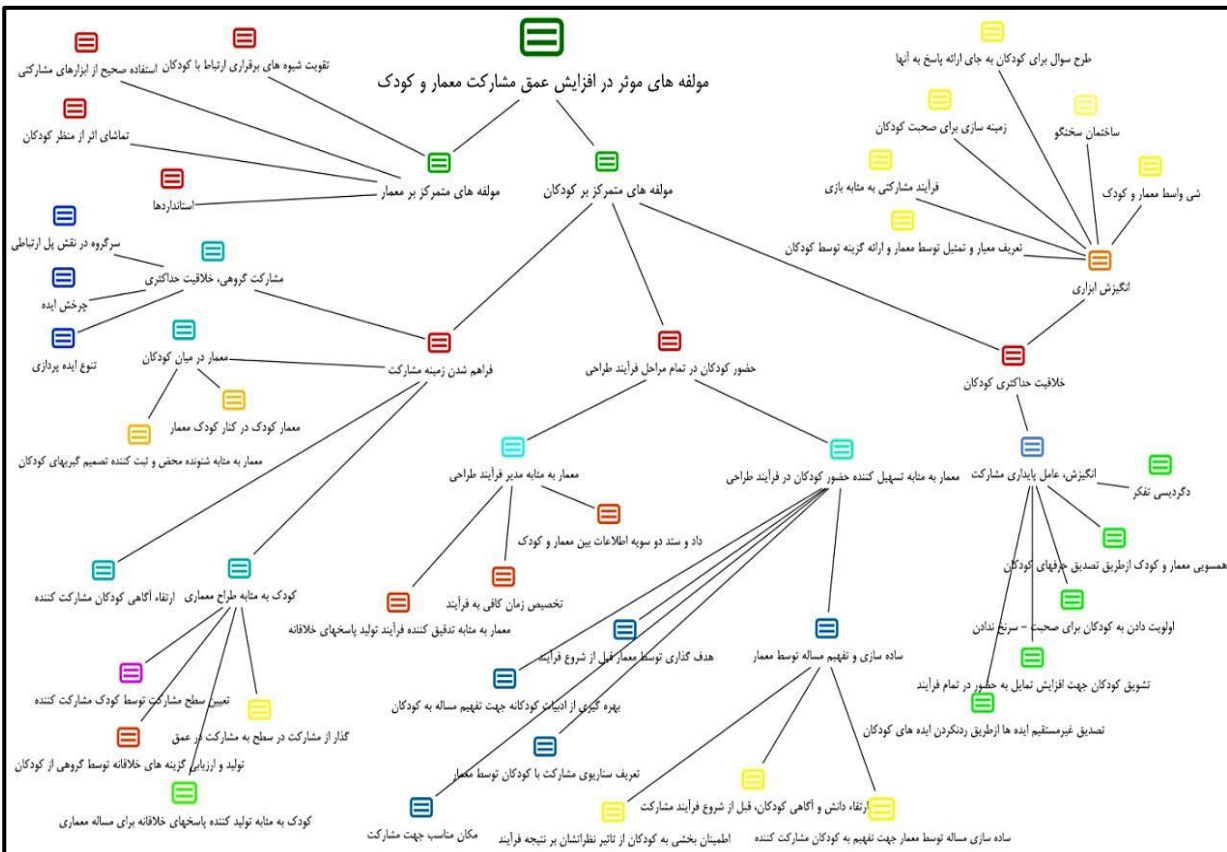 مولفه های موثر در افزایش عمق مشارکت معمار و کودک
تقویت شیوه های برقراری ارتباط با کودکان
استفاده صحیح از ابزارهای مشارکتی
تماشای اثر از منظر کودکان
استانداردها
مولفه های متمرکز بر معمار
مولفه های متمرکز بر کودکان
طرح سوال برای کودکان به جای ارائه پاسخ به آنها
زمینه سازی برای صحبت کودکان
ساختمان سخنگو
فرآیند مشارکتی به مثابه بازی
شی واسط معمار و کودک
تعریف معیار و تمثیل توسط معمار و ارائه گزینه توسط کودکان
انگیزش ابزاری
سرگروه در نقش پل ارتباطی
مشارکت گروهی، خلاقیت حداکثری
چرخش ایده
تنوع ایده پردازی
معمار در میان کودکان
فراهم شدن زمینه مشارکت
حضور کودکان در تمام مراحل فرآیند طراحی
خلاقیت حداکثری کودکان
معمار کودک در کنار کودک معمار
معمار به مثابه شنونده محض و ثبت کننده تصمیم گیریهای کودکان
معمار به مثابه مدیر فرآیند طراحی
معمار به مثابه تسهیل کننده حضور کودکان در فرآیند طراحی
انگیزش، عامل پایداری مشارکت
دگردیسی تفکر
داد و ستد دو سویه اطلاعات بین معمار و کودک
همسویی معمار و کودک ازطریق تصدیق حرفهای کودکان
ارتقاء آگاهی کودکان مشارکت کننده
کودک به مثابه طراح معماری
تخصیص زمان کافی به فرآیند
معمار به مثابه تدقیق کننده فرآیند تولید پاسخهای خلاقانه
اولویت دادن به کودکان برای صحبت - سرنخ ندادن
هدف گذاری توسط معمار قبل از شروع فرآیند
ساده سازی و تفهیم مساله توسط معمار
تشویق کودکان جهت افزایش تمایل به حضور در تمام فرآیند
تعیین سطح مشارکت توسط کودک مشارکت کننده
بهره گیری از ادبیات کودکانه جهت تفهیم مساله به کودکان
تصدیق غیرمستقیم ایده ها ازطریق ردنکردن ایده های کودکان
گذار از مشارکت در سطح به مشارکت در عمق
تولید و ارزیابی گزینه های خلاقانه توسط گروهی از کودکان
تعریف سناریوی مشارکت با کودکان توسط معمار
ارتقاء دانش و آگاهی کودکان، قبل از شروع فرآیند مشارکت
کودک به مثابه تولید کننده پاسخهای خلاقانه برای مساله معماری
مکان مناسب جهت مشارکت
اطمینان بخشی به کودکان از تاثیر نظراتشان بر نتیجه فرآیند
ساده سازی مساله توسط معمار جهت تفهیم به کودکان مشارکت کننده